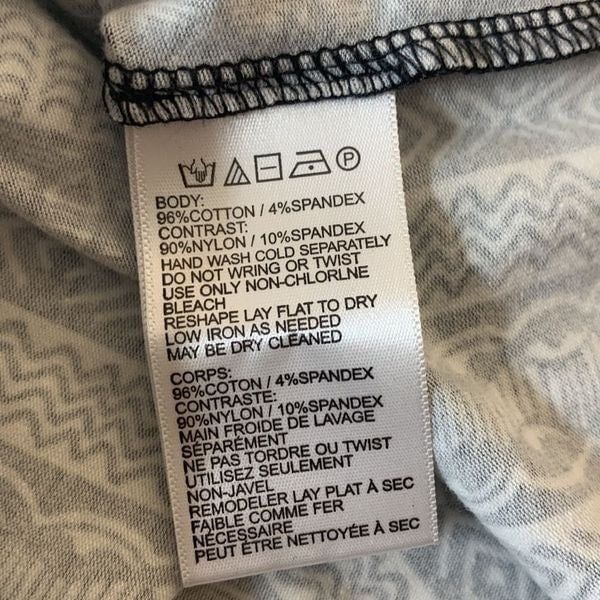 P
BODY:
96%COTTON / 4%SPANDEX
CONTRAST:
90%NYLON / 10%SPANDEX
HAND WASH COLD SEPARATELY
DO NOT WRING OR TWIST
USE ONLY NON-CHLORLNE
BLEACH
RESHAPE LAY FLAT TO DRY
LOW IRON AS NEEDED
MAY BE DRY CLEANED
CORPS:
96%COTON / 4%SPANDEX
CONTRASTE:
90%NYLON / 10%SPANDEX
MAIN FROIDE DE LAVAGE
SÉPARÉMENT
NE PAS TORDRE OU TWIST
UTILISEZ SEULEMENT
NON-JAVEL
REMODELER LAY PLAT À SEC
FAIBLE COMME FER
NÉCESSAIRE
PEUT ÊTRE NETTOYÉE À SEC